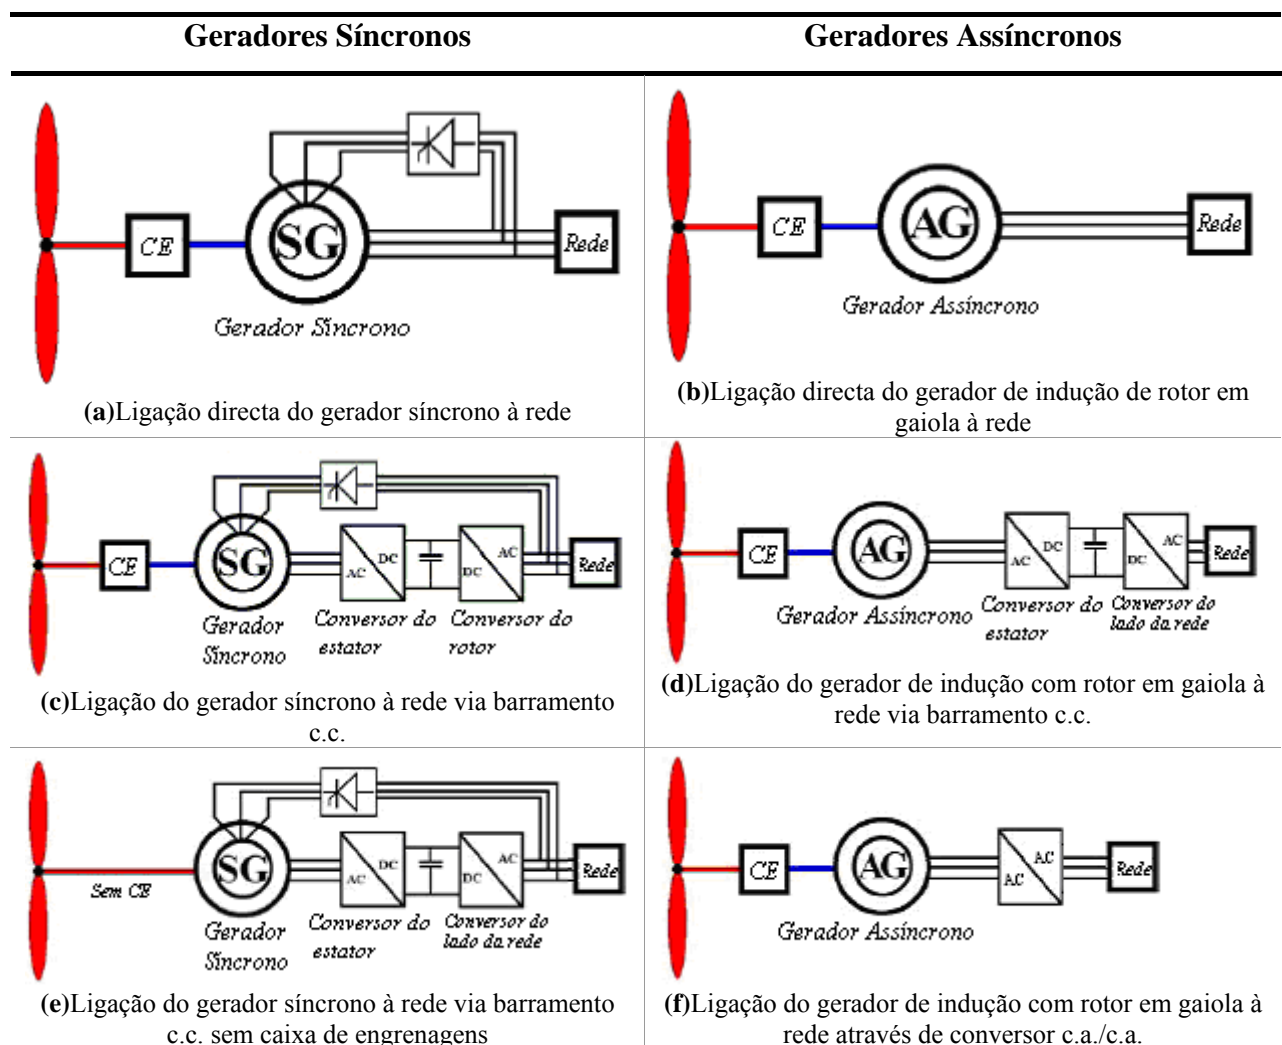 Geradores Síncronos
Geradores Assíncronos
CE
SG
Rede
Gerador Síncrono
(a)Ligação directa do gerador síncrono à rede
CE
AG
Rede
Gerador Assíncrono
(b)Ligação directa do gerador de indução de rotor em
gaiola à rede
CE
SG
AC
DC
DC
AC
Rede
Gerador
Síncrono
Conversor do
estator
Conversor do
rotor
(c)Ligação do gerador síncrono à rede via barramento
c.c.
CE
AG
AC
DC
DC
AC
Rede
Gerador Assíncrono
Conversor do
estator
Conversor do
lado da rede
(d)Ligação do gerador de indução com rotor em gaiola à
rede via barramento c.c.
Sem CE
SG
AC
DC
DC
AC
Rede
Gerador
Síncrono
Conversor do
estator
Conversor do
lado da rede
(e)Ligação do gerador síncrono à rede via barramento
c.c. sem caixa de engrenagens
CE
AG
AC
AC
Rede
Gerador Assíncrono
(f)Ligação do gerador de indução com rotor em gaiola à
rede através de conversor c.a./c.a.